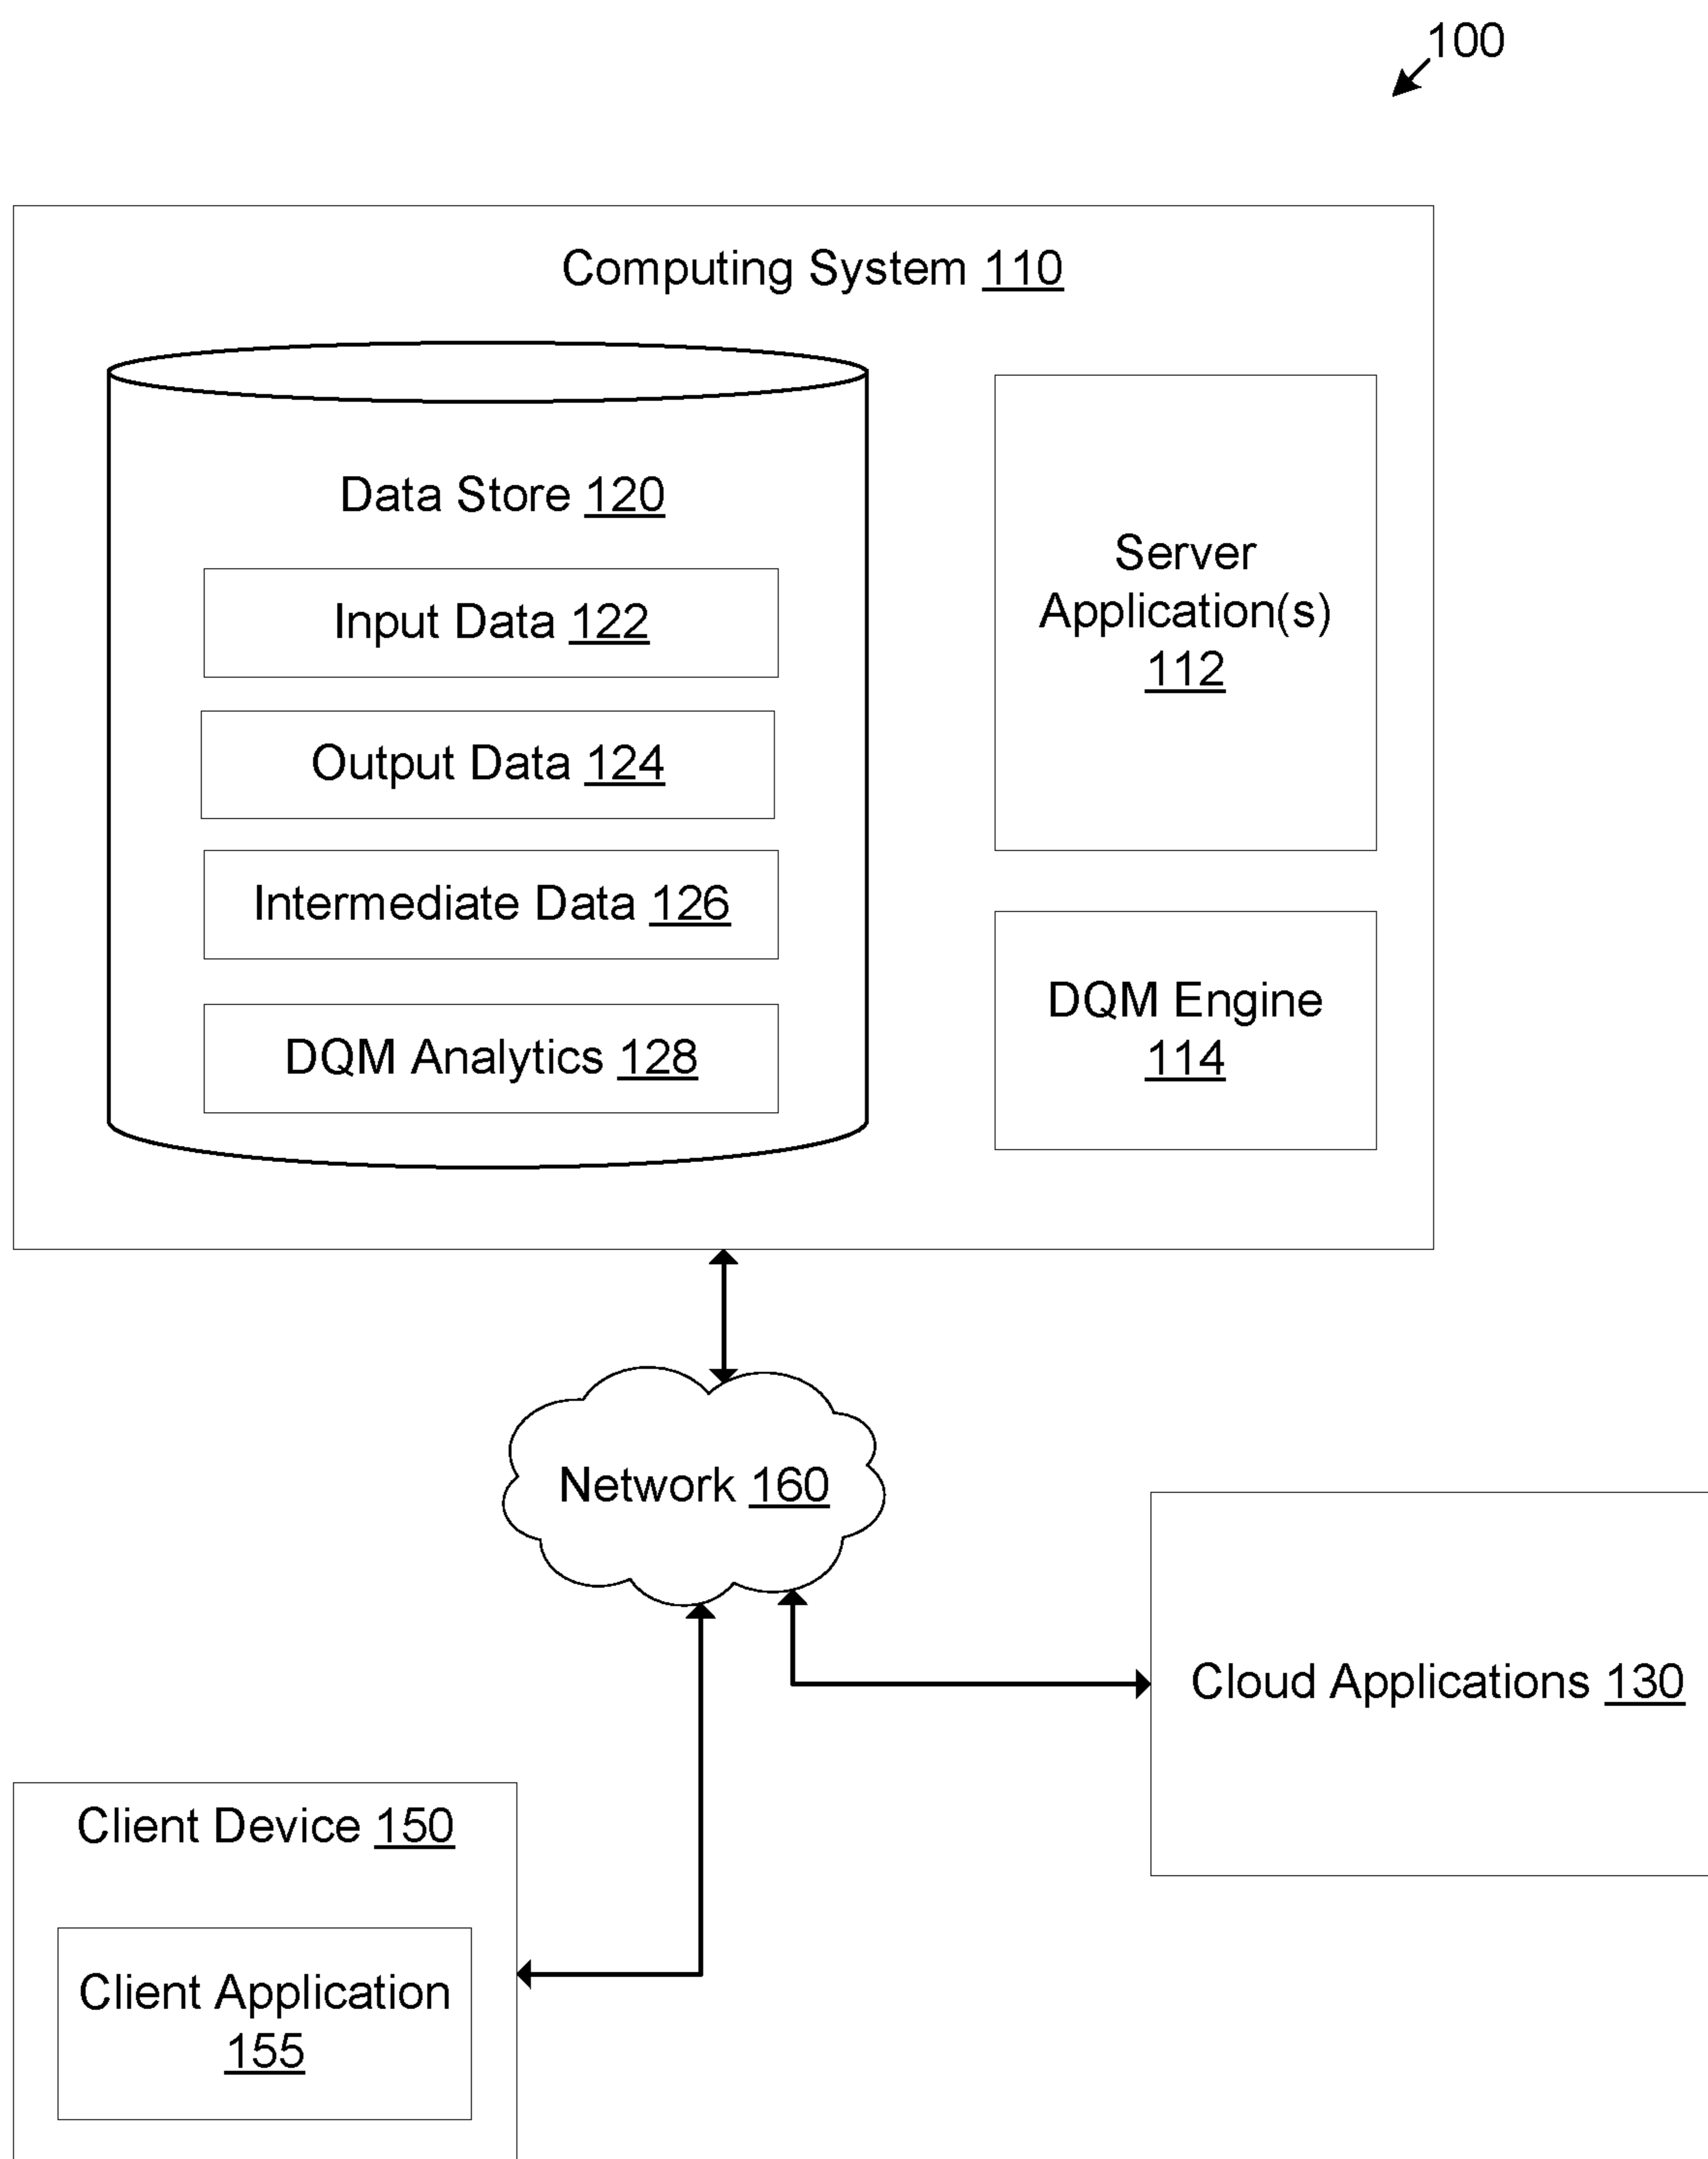 100
Computing System 110
Data Store 120
Input Data 122
Output Data 124
Intermediate Data 126
DQM Analytics 128
Server
Application(s)
112
DQM Engine
114
Network 160
Cloud Applications 130
Client Device 150
Client Application
155